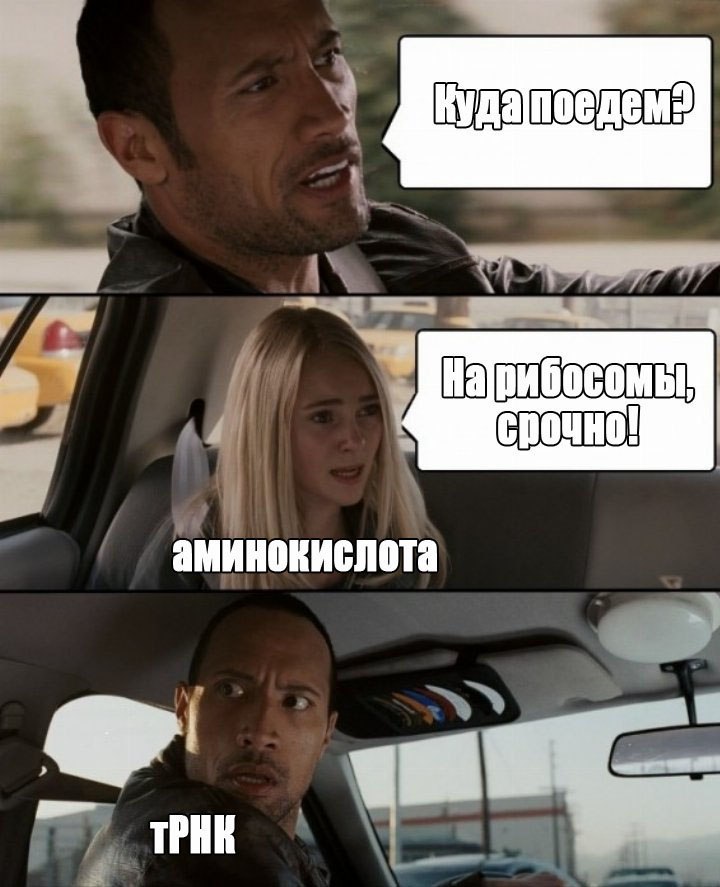 Куда поедем?
На рибосомы,
срочно!
аминокислота
тРНК